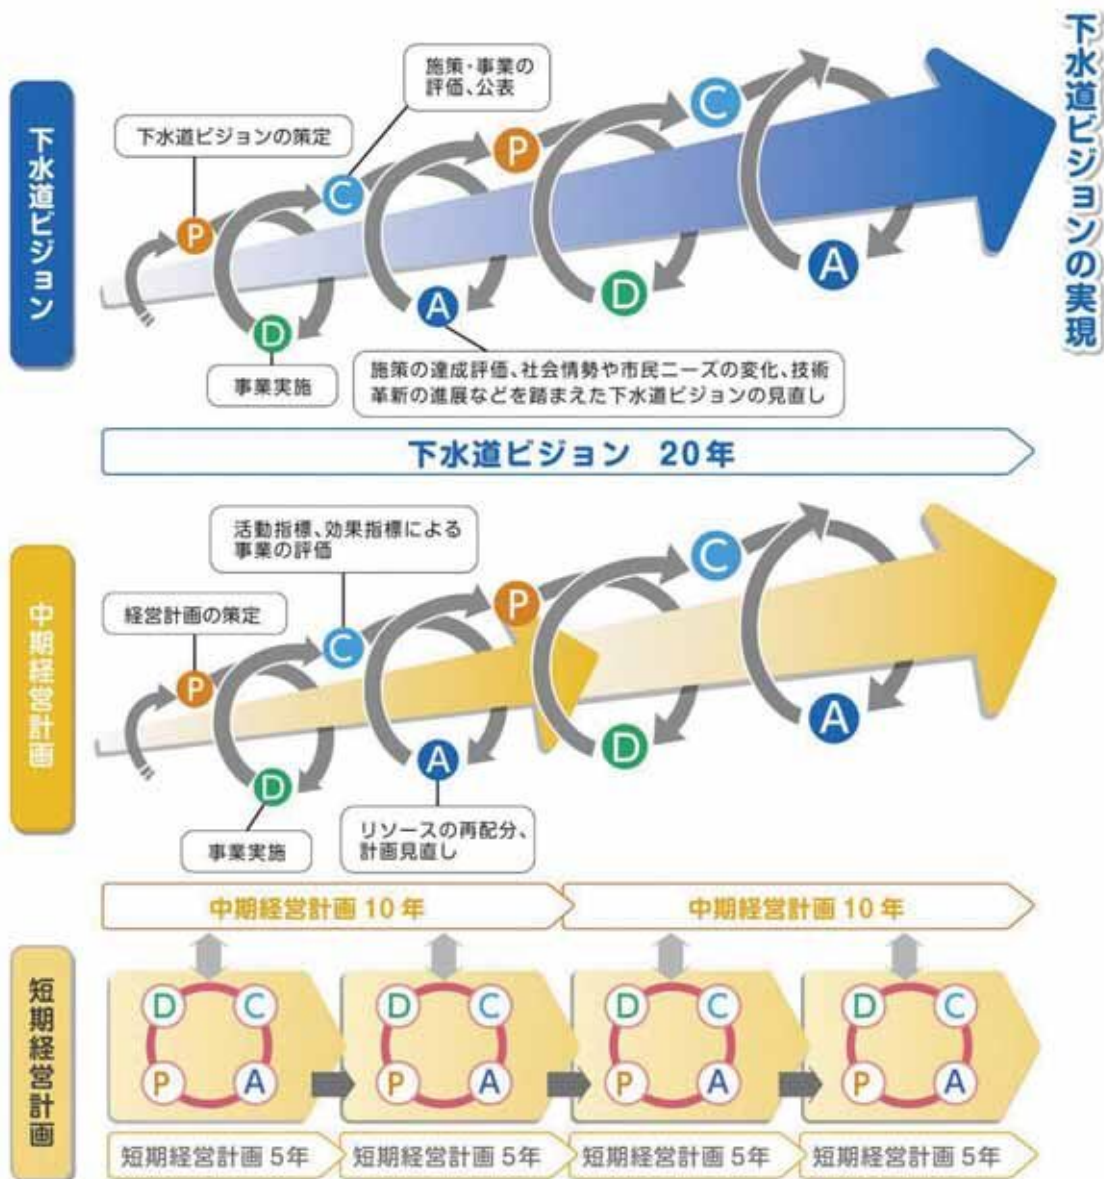 下水道ビジョンの実現
下水道ビジョン
施策・事業の
評価、公表
下水道ビジョンの策定
P
C
P
C
D
A
D
A
事業実施
施策の達成評価、社会情勢や市民ニーズの変化、技術
革新の進展などを踏まえた下水道ビジョンの見直し
下水道ビジョン 20年
中期経営計画
活動指標、効果指標による
事業の評価
経営計画の策定
P
C
P
C
D
A
D
A
事業実施
リソースの再配分、
計画見直し
中期経営計画 10年
中期経営計画 10年
短期経営計画
D C
P A
D C
P A
D C
P A
D C
P A
短期経営計画 5年
短期経営計画 5年
短期経営計画 5年
短期経営計画 5年